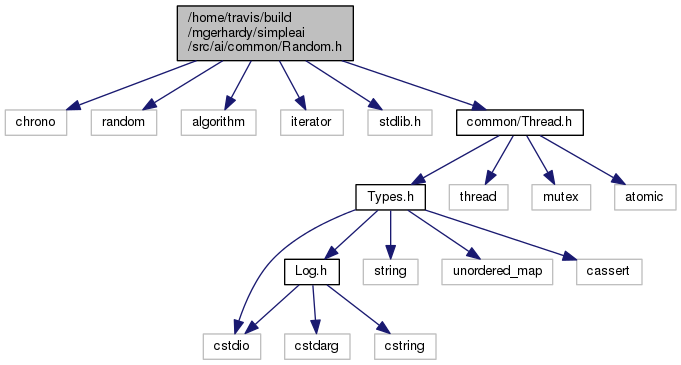 /home/travis/build
/mgerhardy/simpleai
/src/ai/common/Random.h
chrono
random
algorithm
iterator
stdlib.h
common/Thread.h
Types.h
thread
mutex
atomic
Log.h
string
unordered_map
cassert
cstdio
cstdarg
cstring